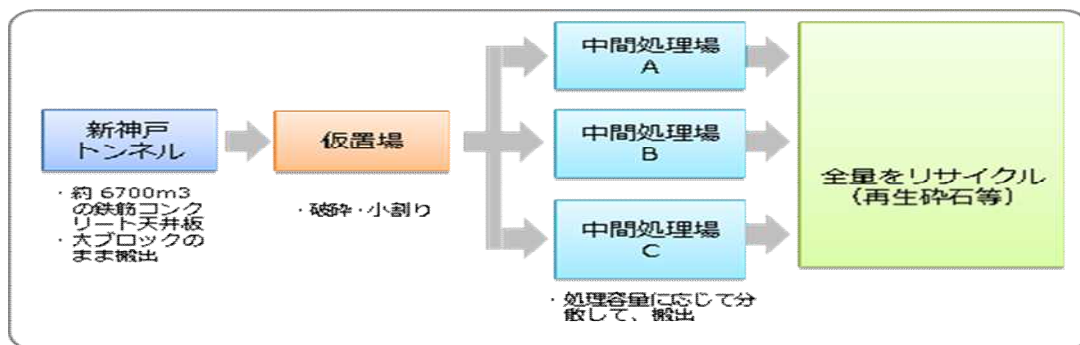 新神戸
トンネル
・約 6700m3
の鉄筋コンク
リート天井板
・大ブロックの
まま搬出
仮置場
・破砕・小割り
中間処理場
A
中間処理場
B
中間処理場
C
・処理容量に応じて分
散して、搬出
全量をリサイクル
（再生砕石等）